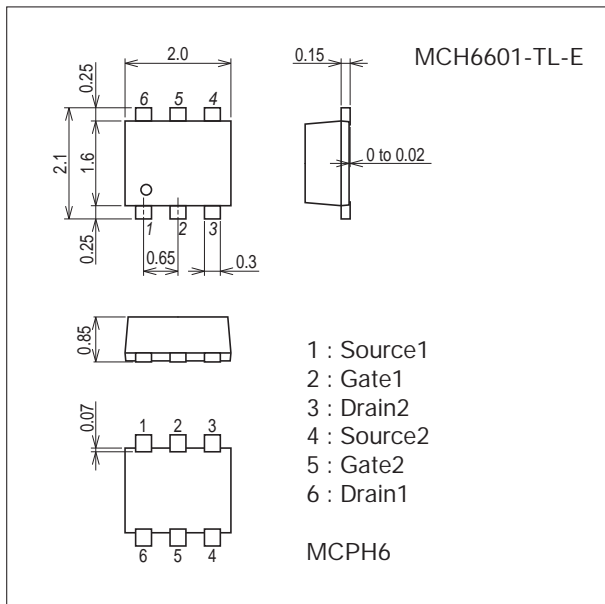 MCH6601-TL-E
2.0
0.15
0.25
6 5 4
2.1
1.6
0 to 0.02
0.25
1 2 3
0.65
0.3
0.85
1 : Source1
2 : Gate1
3 : Drain2
4 : Source2
5 : Gate2
6 : Drain1
0.07
1 2 3
6 5 4
MCPH6